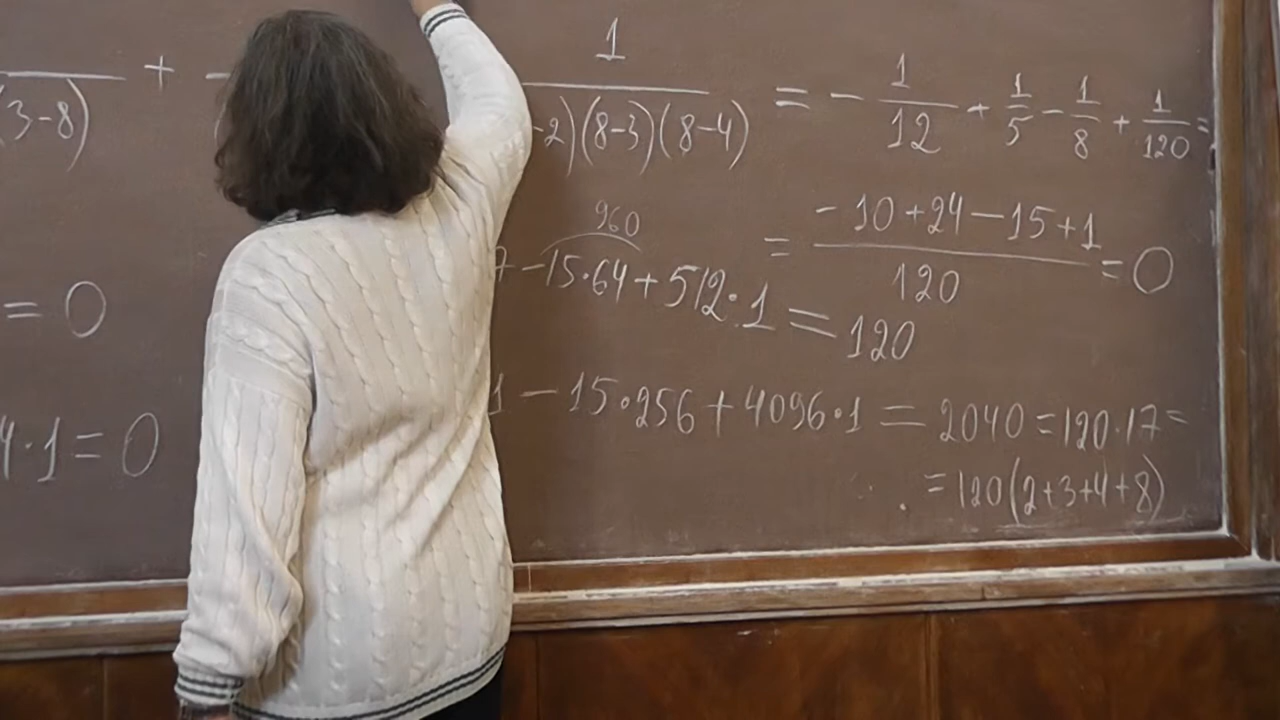 (3-8) + 1 / -2)(8-3)(8-4) = - 1/12 + 1/5 - 1/8 + 1/120 =
960
= (-10+24-15+1)/120 = 0
= 0
-15·64+512·1 = 120
4·1 = 0
1 - 15·256 + 4096·1 = 2040 = 120·17 =
= 120(2+3+4+8)